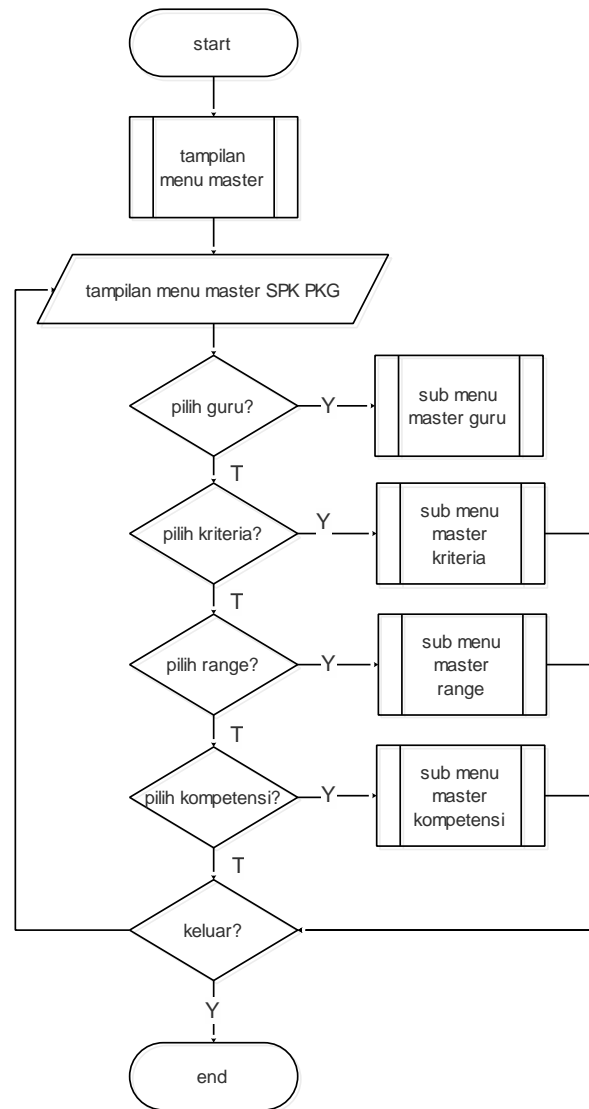 start
tampilan
menu master
tampilan menu master SPK PKG
pilih guru?
Y
sub menu
master guru
T
pilih kriteria?
Y
sub menu
master
kriteria
T
pilih range?
Y
sub menu
master
range
T
pilih kompetensi?
Y
sub menu
master
kompetensi
T
keluar?
Y
end